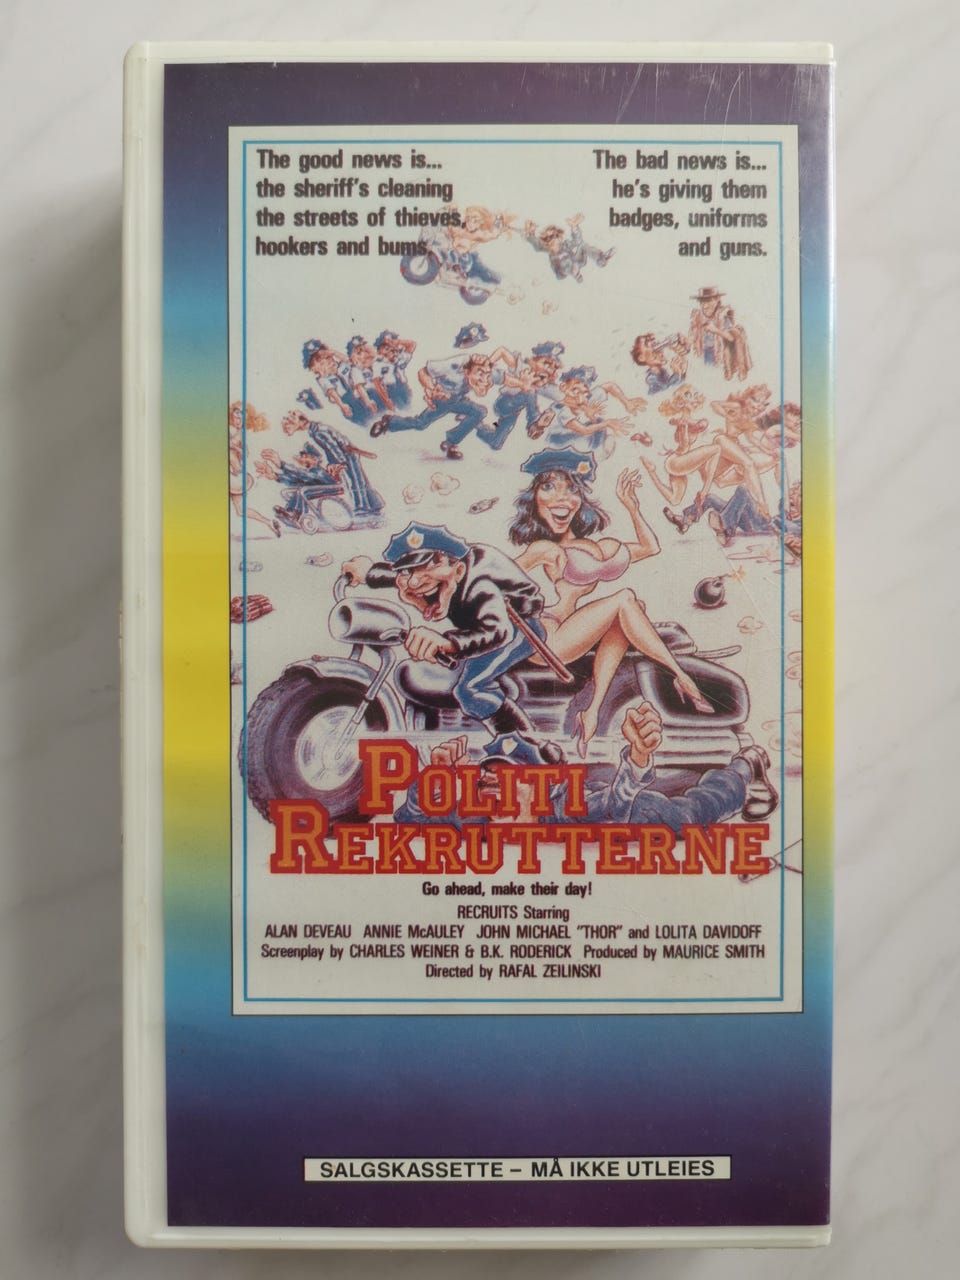 The good news is...
the sheriff's cleaning
the streets of thieves,
hookers and bums.
The bad news is...
he's giving them
badges, uniforms
and guns.
POLITI
REKRUTTERNE
Go ahead, make their day!
RECRUITS Starring
ALAN DEVEAU ANNIE McAULEY JOHN MICHAEL "THOR" and LOLITA DAVIDOFF
Screenplay by CHARLES WEINER & B.K. RODERICK Produced by MAURICE SMITH
Directed by RAFAL ZEILINSKI
SALGSKASSETTE – MÅ IKKE UTLEIES